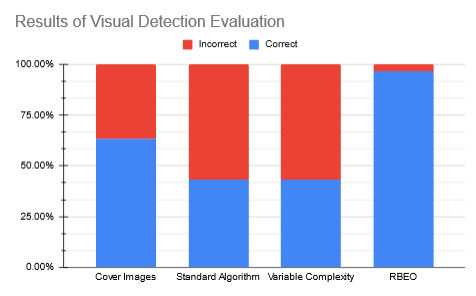 Results of Visual Detection Evaluation
Incorrect Correct
100.00%
75.00%
50.00%
25.00%
0.00%
Cover Images Standard Algorithm Variable Complexity RBEO